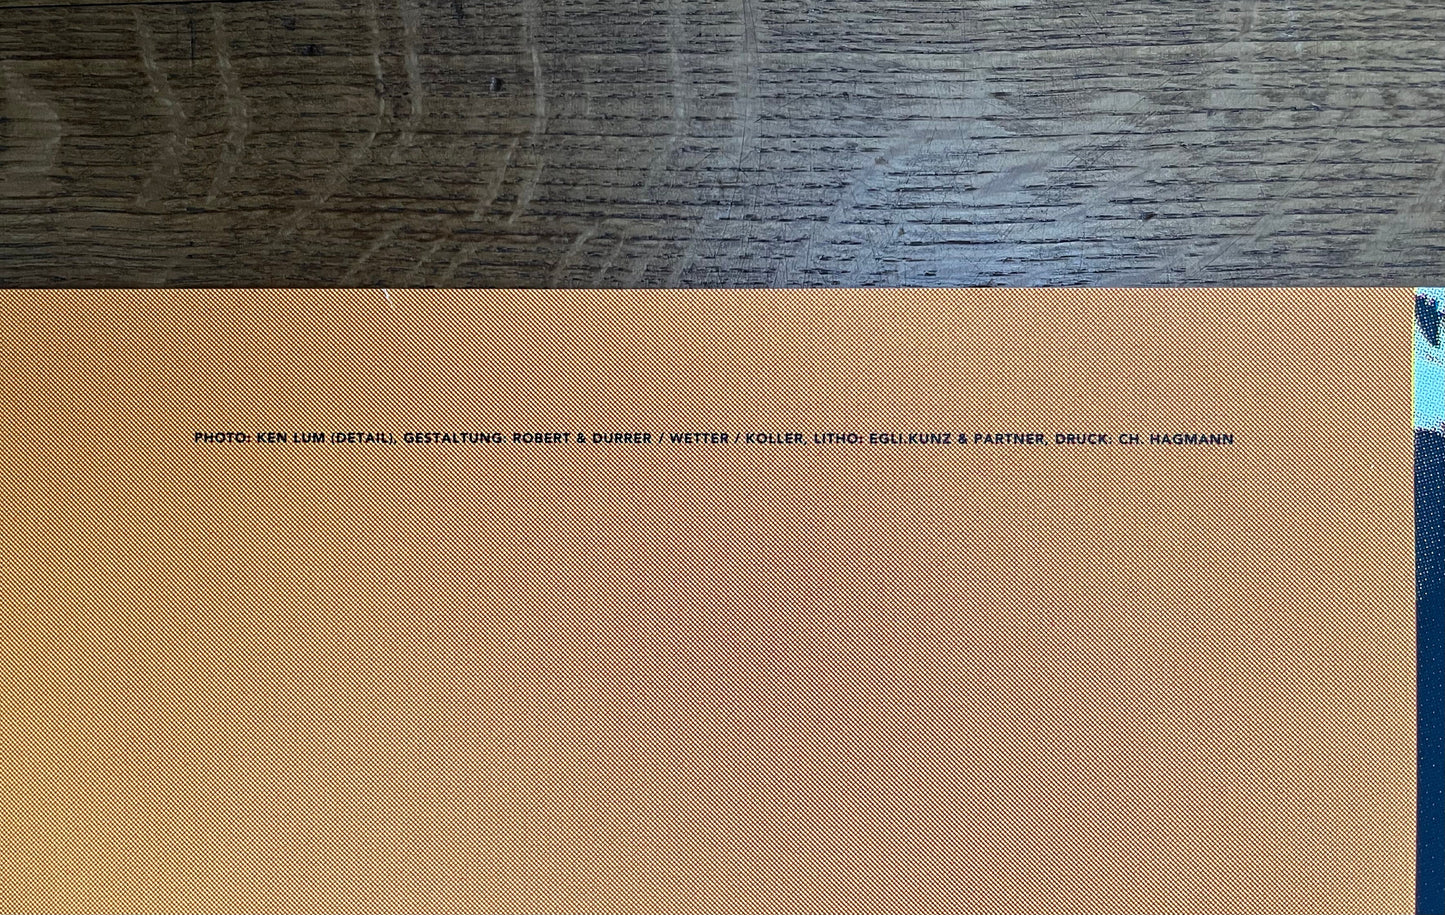 PHOTO: KEN LUM (DETAIL), GESTALTUNG: ROBERT & DURRER / WETTER / KOLLER, LITHO: EGLI.KUNZ & PARTNER, DRUCK: CH. HAGMANN